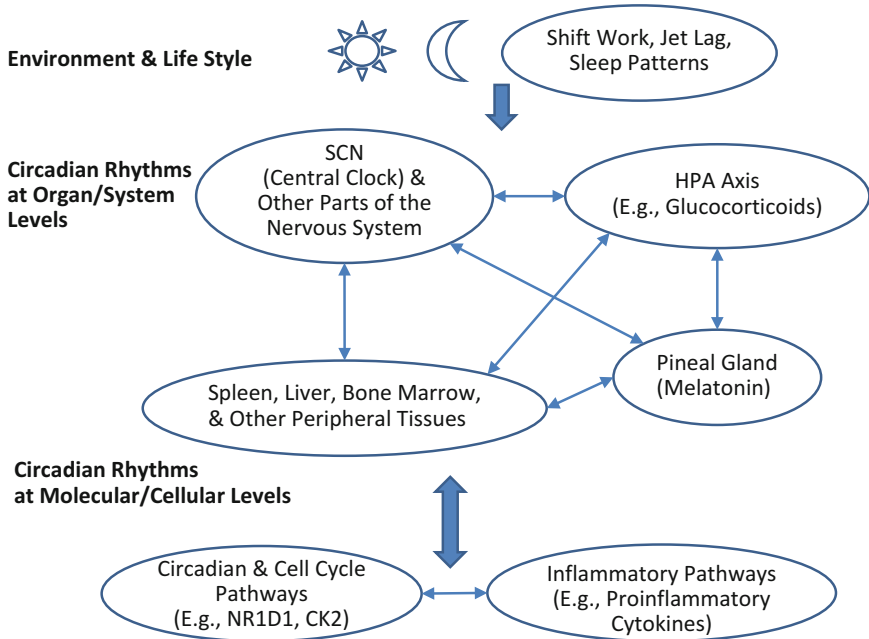 Environment & Life Style
Shift Work, Jet Lag,
Sleep Patterns
Circadian Rhythms
at Organ/System
Levels
SCN
(Central Clock) &
Other Parts of the
Nervous System
HPA Axis
(E.g., Glucocorticoids)
Pineal Gland
(Melatonin)
Spleen, Liver, Bone Marrow,
& Other Peripheral Tissues
Circadian Rhythms
at Molecular/Cellular Levels
Circadian & Cell Cycle
Pathways
(E.g., NR1D1, CK2)
Inflammatory Pathways
(E.g., Proinflammatory
Cytokines)